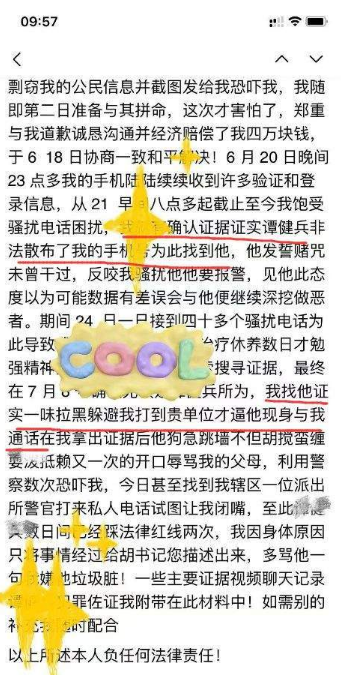 09:57
剽窃我的公民信息并截图发给我恐吓我，我随
即第二日准备与其拼命，这次才害怕了，郑重
与我道歉诚恳沟通并经济赔偿了我四万块钱，
于 6 18 日协商一致和平解决！6 月 20 日晚间
23 点多我的手机陆陆续续收到许多验证和登
录信息，从 21 早 八点多起截止至今我饱受
骚扰电话困扰， 确认证据证实谭健兵非
法散布了我的手机号为此找到他，他发誓赌咒
未曾干过，反咬我骚扰他他要报警，见他此态
度以为可能数据有差误会与他便继续深挖做恶
者。期间 24 日一日接到四十多个骚扰电话为
此导致 治疗休养数日才勉
强精神 搜寻证据，最终
在 7 月 兵所为，我找他证
实一味拉黑躲避我打到贵单位才逼他现身与我
通话在我拿出证据后他狗急跳墙不但胡搅蛮缠
耍泼抵赖又一次的开口辱骂我的父母，利用警
察数次恐吓我，今日甚至找到我辖区一位派出
所警官打来私人电话试图让我闭嘴，至此
天数日间 已经踩法律红线两次，我因身体原因
只将事情经过给胡书记您描述出来，多骂他一
句 嫌他垃圾脏！一些主要证据视频聊天记录
罪佐证我附带在此材料中！如需别的
补充我 时配合
以上所述本人负任何法律责任！
COOL